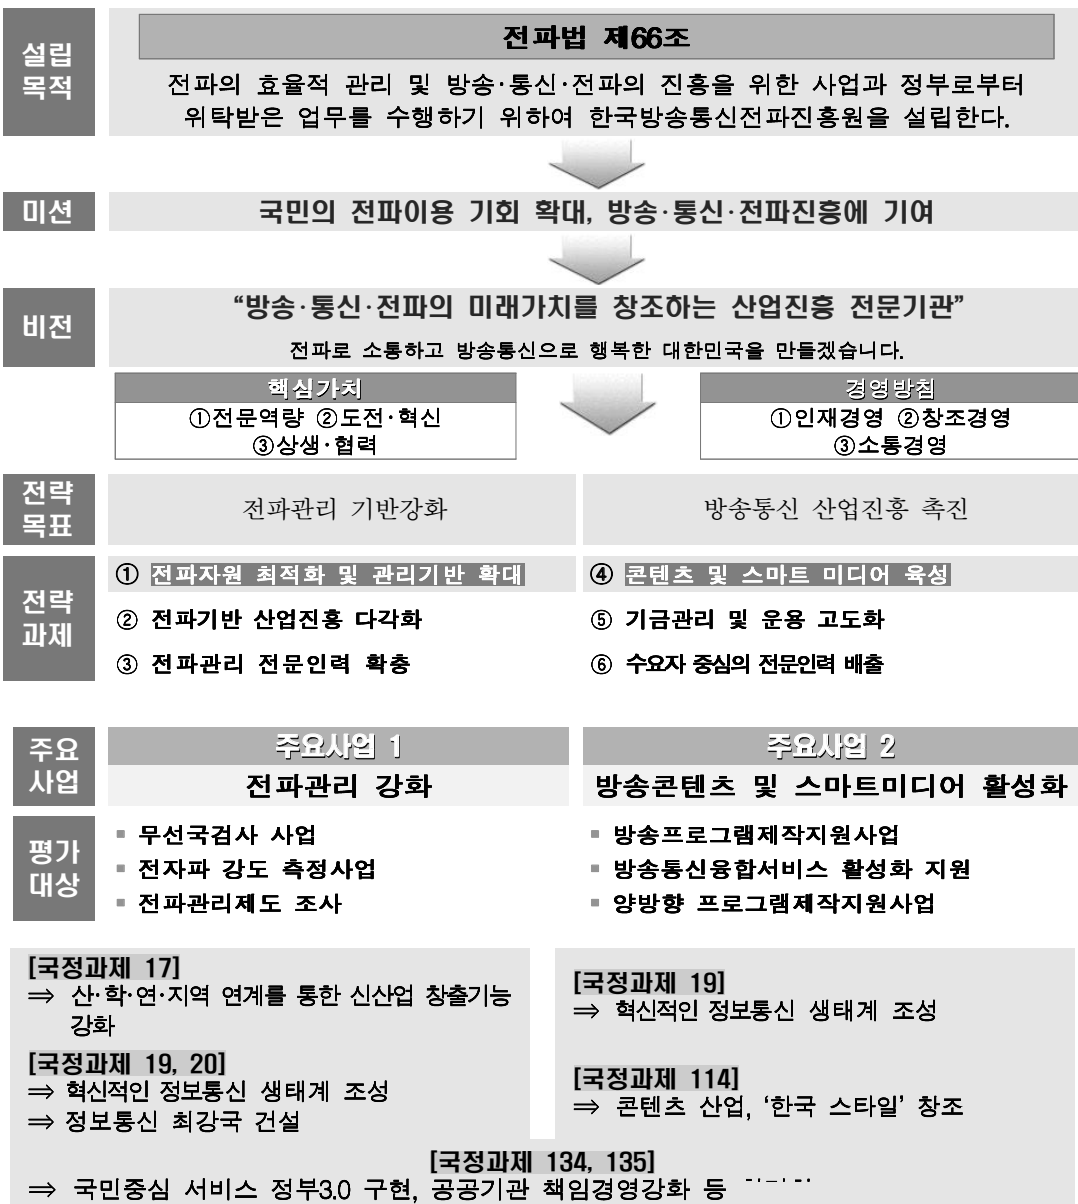 설립
목적
전파법 제66조
전파의 효율적 관리 및 방송·통신·전파의 진흥을 위한 사업과 정부로부터
위탁받은 업무를 수행하기 위하여 한국방송통신전파진흥원을 설립한다.
미션
국민의 전파이용 기회 확대, 방송·통신·전파진흥에 기여
비전
“방송·통신·전파의 미래가치를 창조하는 산업진흥 전문기관”
전파로 소통하고 방송통신으로 행복한 대한민국을 만들겠습니다.
핵심가치
①전문역량 ②도전·혁신
③상생·협력
경영방침
①인재경영 ②창조경영
③소통경영
전략
목표
전파관리 기반강화
방송통신 산업진흥 촉진
전략
과제
① 전파자원 최적화 및 관리기반 확대
② 전파기반 산업진흥 다각화
③ 전파관리 전문인력 확충
④ 콘텐츠 및 스마트 미디어 육성
⑤ 기금관리 및 운용 고도화
⑥ 수요자 중심의 전문인력 배출
주요
사업
주요사업 1
전파관리 강화
주요사업 2
방송콘텐츠 및 스마트미디어 활성화
평가
대상
▪ 무선국검사 사업
▪ 전자파 강도 측정사업
▪ 전파관리제도 조사
▪ 방송프로그램제작지원사업
▪ 방송통신융합서비스 활성화 지원
▪ 양방향 프로그램제작지원사업
[국정과제 17]
⇒ 산·학·연·지역 연계를 통한 신산업 창출기능
강화
[국정과제 19, 20]
⇒ 혁신적인 정보통신 생태계 조성
⇒ 정보통신 최강국 건설
[국정과제 19]
⇒ 혁신적인 정보통신 생태계 조성
[국정과제 114]
⇒ 콘텐츠 산업, ‘한국 스타일’ 창조
[국정과제 134, 135]
⇒ 국민중심 서비스 정부3.0 구현, 공공기관 책임경영강화 등